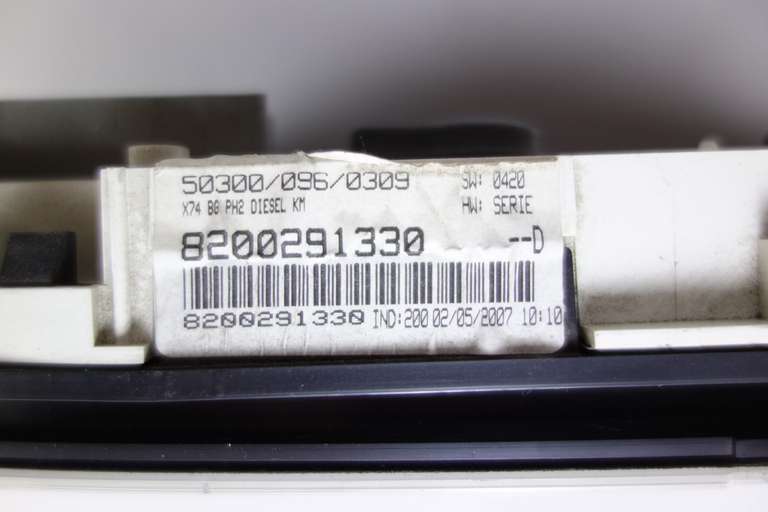 50300/096/0309 SW: 0420
X74 BG PH2 DIESEL KM HW: SERIE
8200291330 --D
8200291330 IND:200 02/05/2007 10:10